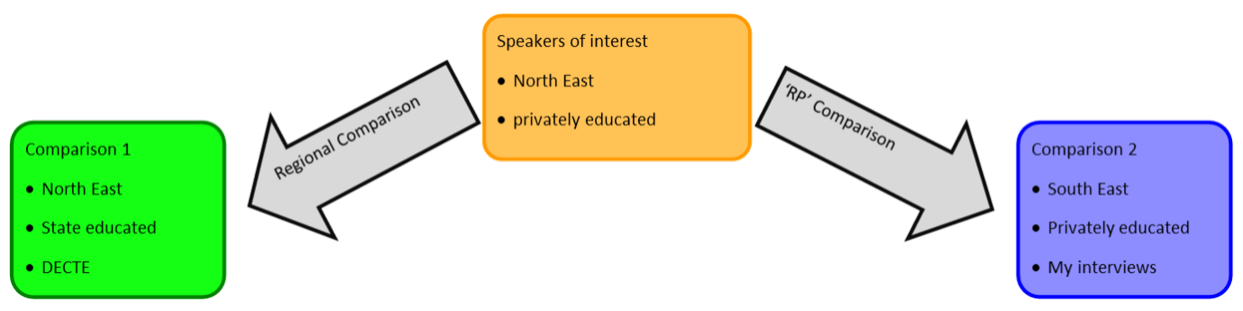 Speakers of interest
• North East
• privately educated
Regional Comparison
'RP' Comparison
Comparison 1
• North East
• State educated
• DECTE
Comparison 2
• South East
• Privately educated
• My interviews